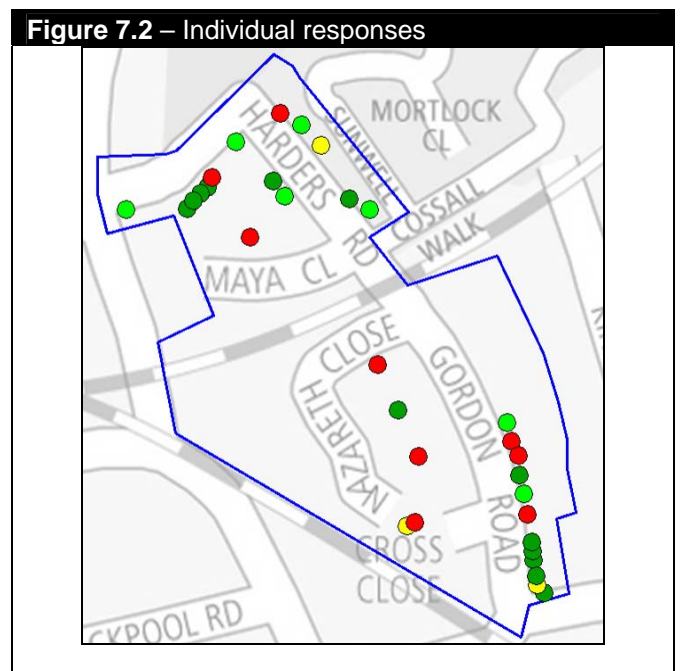 Figure 7.2 – Individual responses
HARDERS
RD
SUNWELL
MORTLOCK
CL
COSSALL
WALK
MAYA CL
CLOSE
NAZARETH
GORDON
ROAD
CROSS
CLOSE
CKPOOL RD